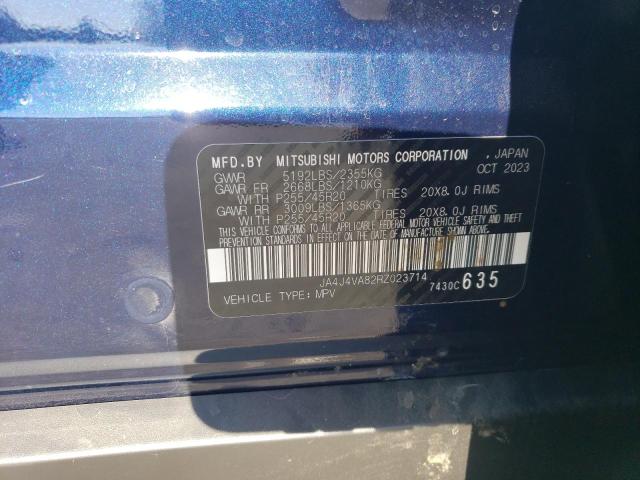 MFD.BY MITSUBISHI MOTORS CORPORATION , JAPAN
GVWR 5192LBS/2355KG OCT 2023
GAWR FR 2668LBS/1210KG
WITH P255/45R20 TIRES 20X8.0J RIMS
GAWR RR 3009LBS/1365KG
WITH P255/45R20 TIRES 20X8.0J RIMS
THIS VEHICLE CONFORMS TO ALL APPLICABLE FEDERAL MOTOR VEHICLE SAFETY AND THEFT
PREVENTION STANDARDS IN EFFECT ON THE DATE OF MANUFACTURE SHOWN ABOVE.
JA4J4VA82RZ023714
VEHICLE TYPE: MPV 7430C 635